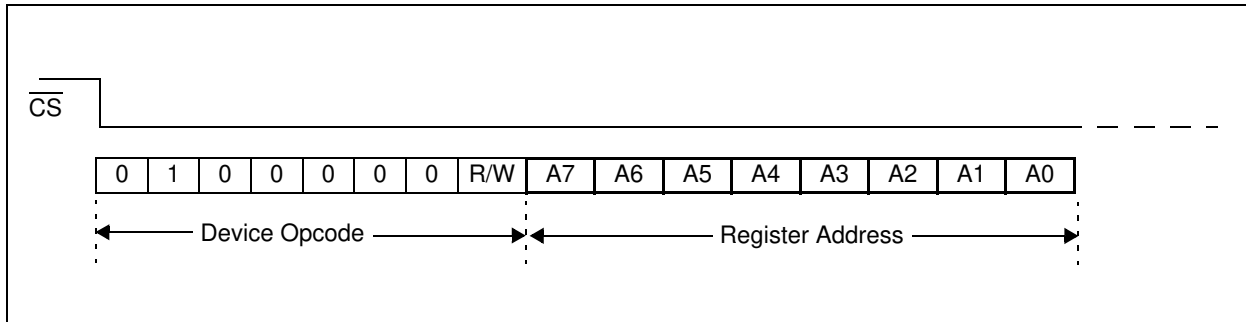 CS
0 1 0 0 0 0 0 R/W A7 A6 A5 A4 A3 A2 A1 A0
Device Opcode Register Address